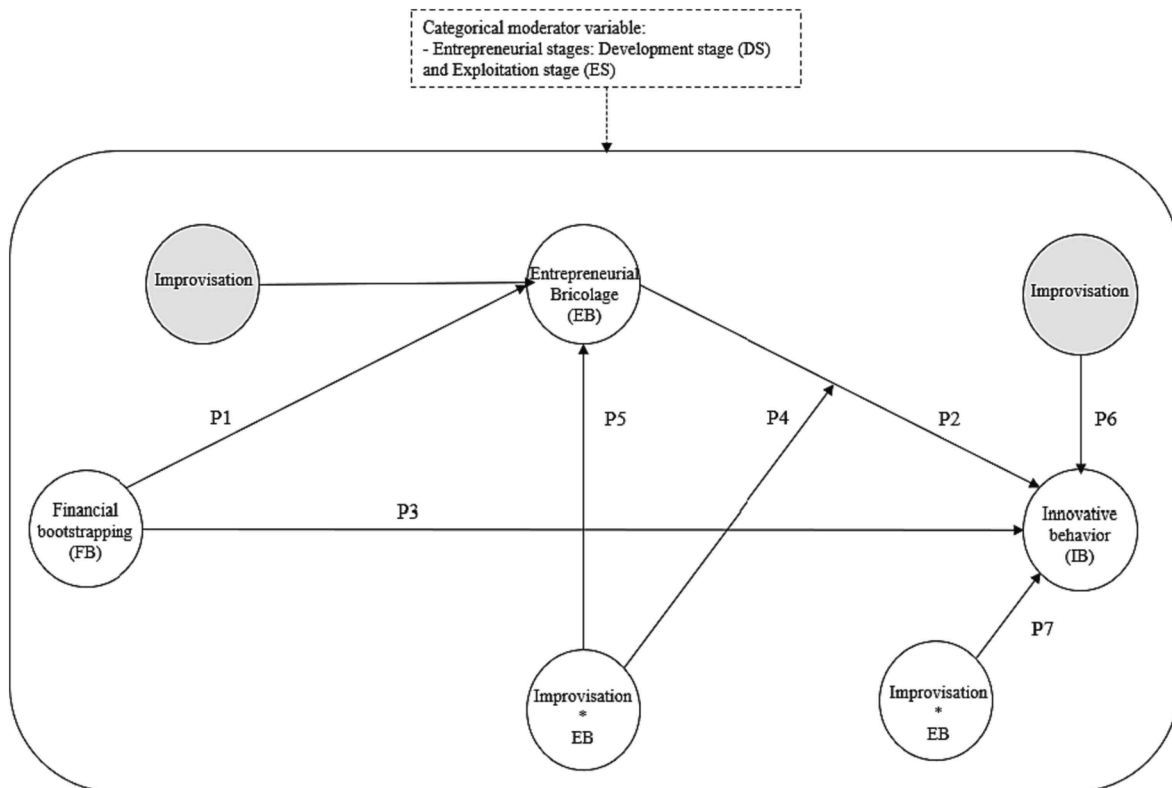 Categorical moderator variable:
- Entrepreneurial stages: Development stage (DS)
and Exploitation stage (ES)
Improvisation
Entrepreneurial
Bricolage
(EB)
Improvisation
P1
P5
P4
P2
P6
Financial
bootstrapping
(FB)
P3
Innovative
behavior
(IB)
P7
Improvisation
*
EB
Improvisation
*
EB